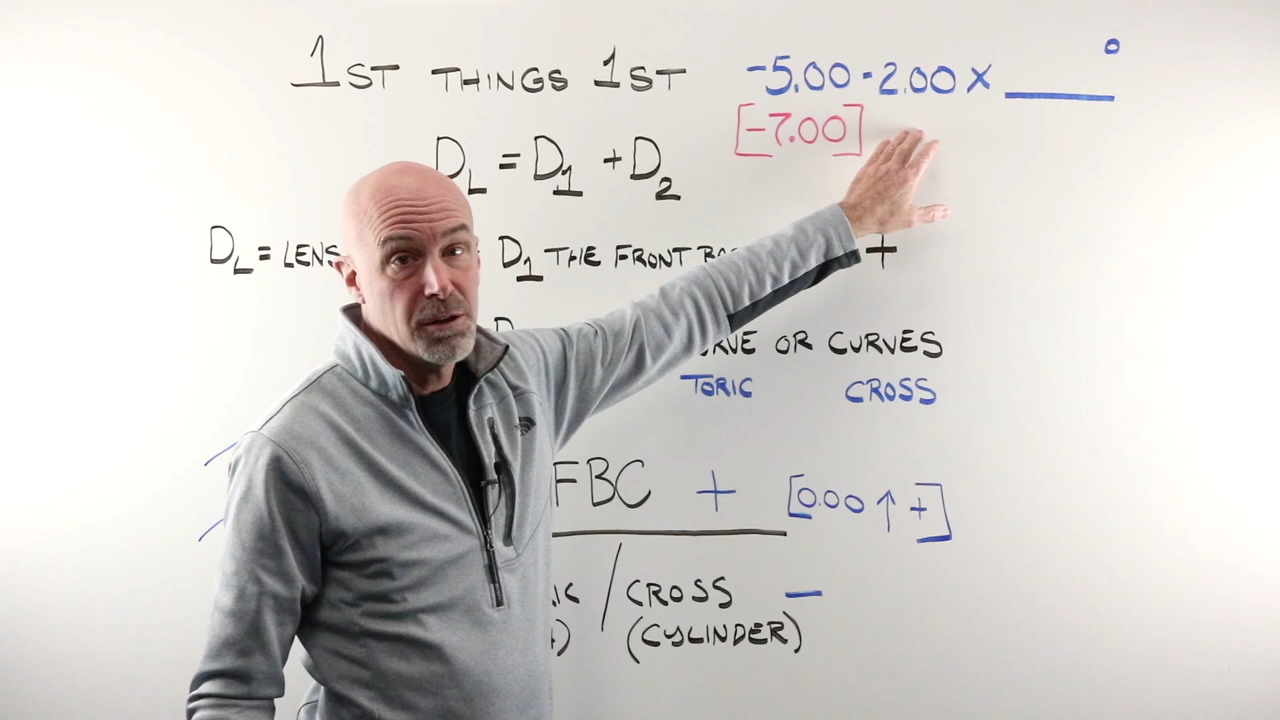 1ST THINGS 1ST -5.00 -2.00 X ____°
[-7.00]
DL = D1 + D2
DL = LENS D1 THE FRONT +
OR CURVES
TORIC CROSS
FBC + [0.00 ↑ +]
/ CROSS -
(CYLINDER)